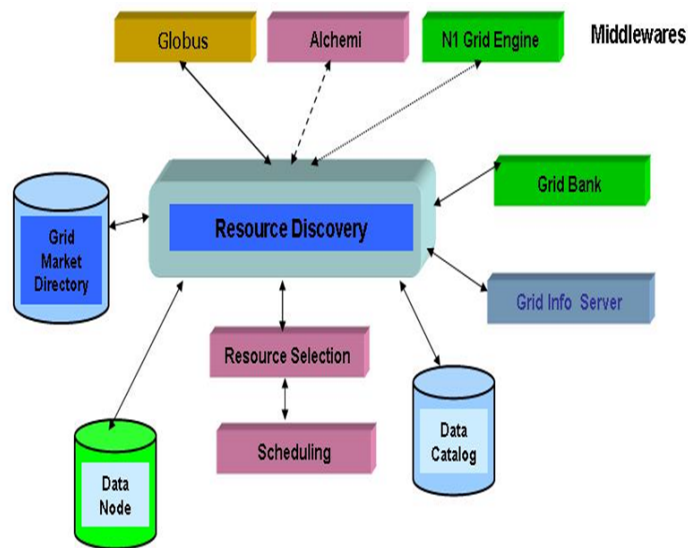 Globus
Alchemi
N1 Grid Engine
Middlewares
Grid Bank
Resource Discovery
Grid
Market
Directory
Grid Info Server
Resource Selection
Data
Catalog
Scheduling
Data
Node